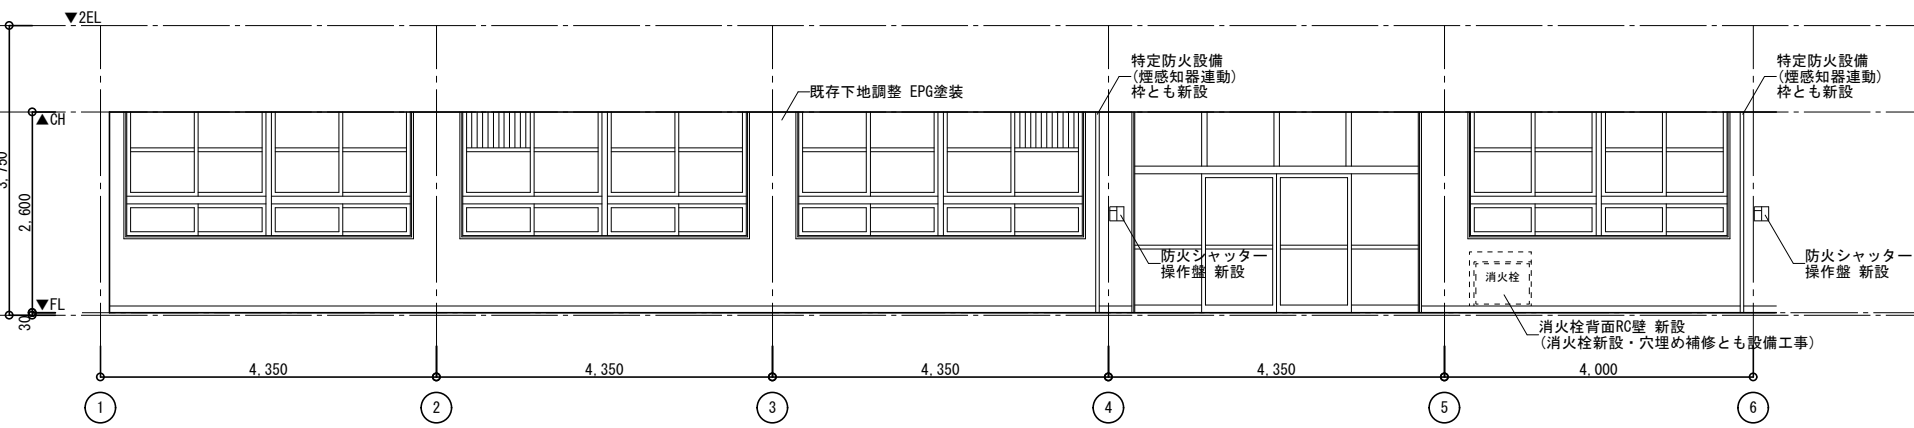 ▼2EL
特定防火設備
(煙感知器連動)
枠とも新設
特定防火設備
(煙感知器連動)
枠とも新設
既存下地調整 EPG塗装
▲CH
3,750
2,600
防火シャッター
操作盤 新設
防火シャッター
操作盤 新設
消火栓
▼FL
30
消火栓背面RC壁 新設
(消火栓新設・穴埋め補修とも設備工事)
4,350
4,350
4,350
4,350
4,000
1
2
3
4
5
6